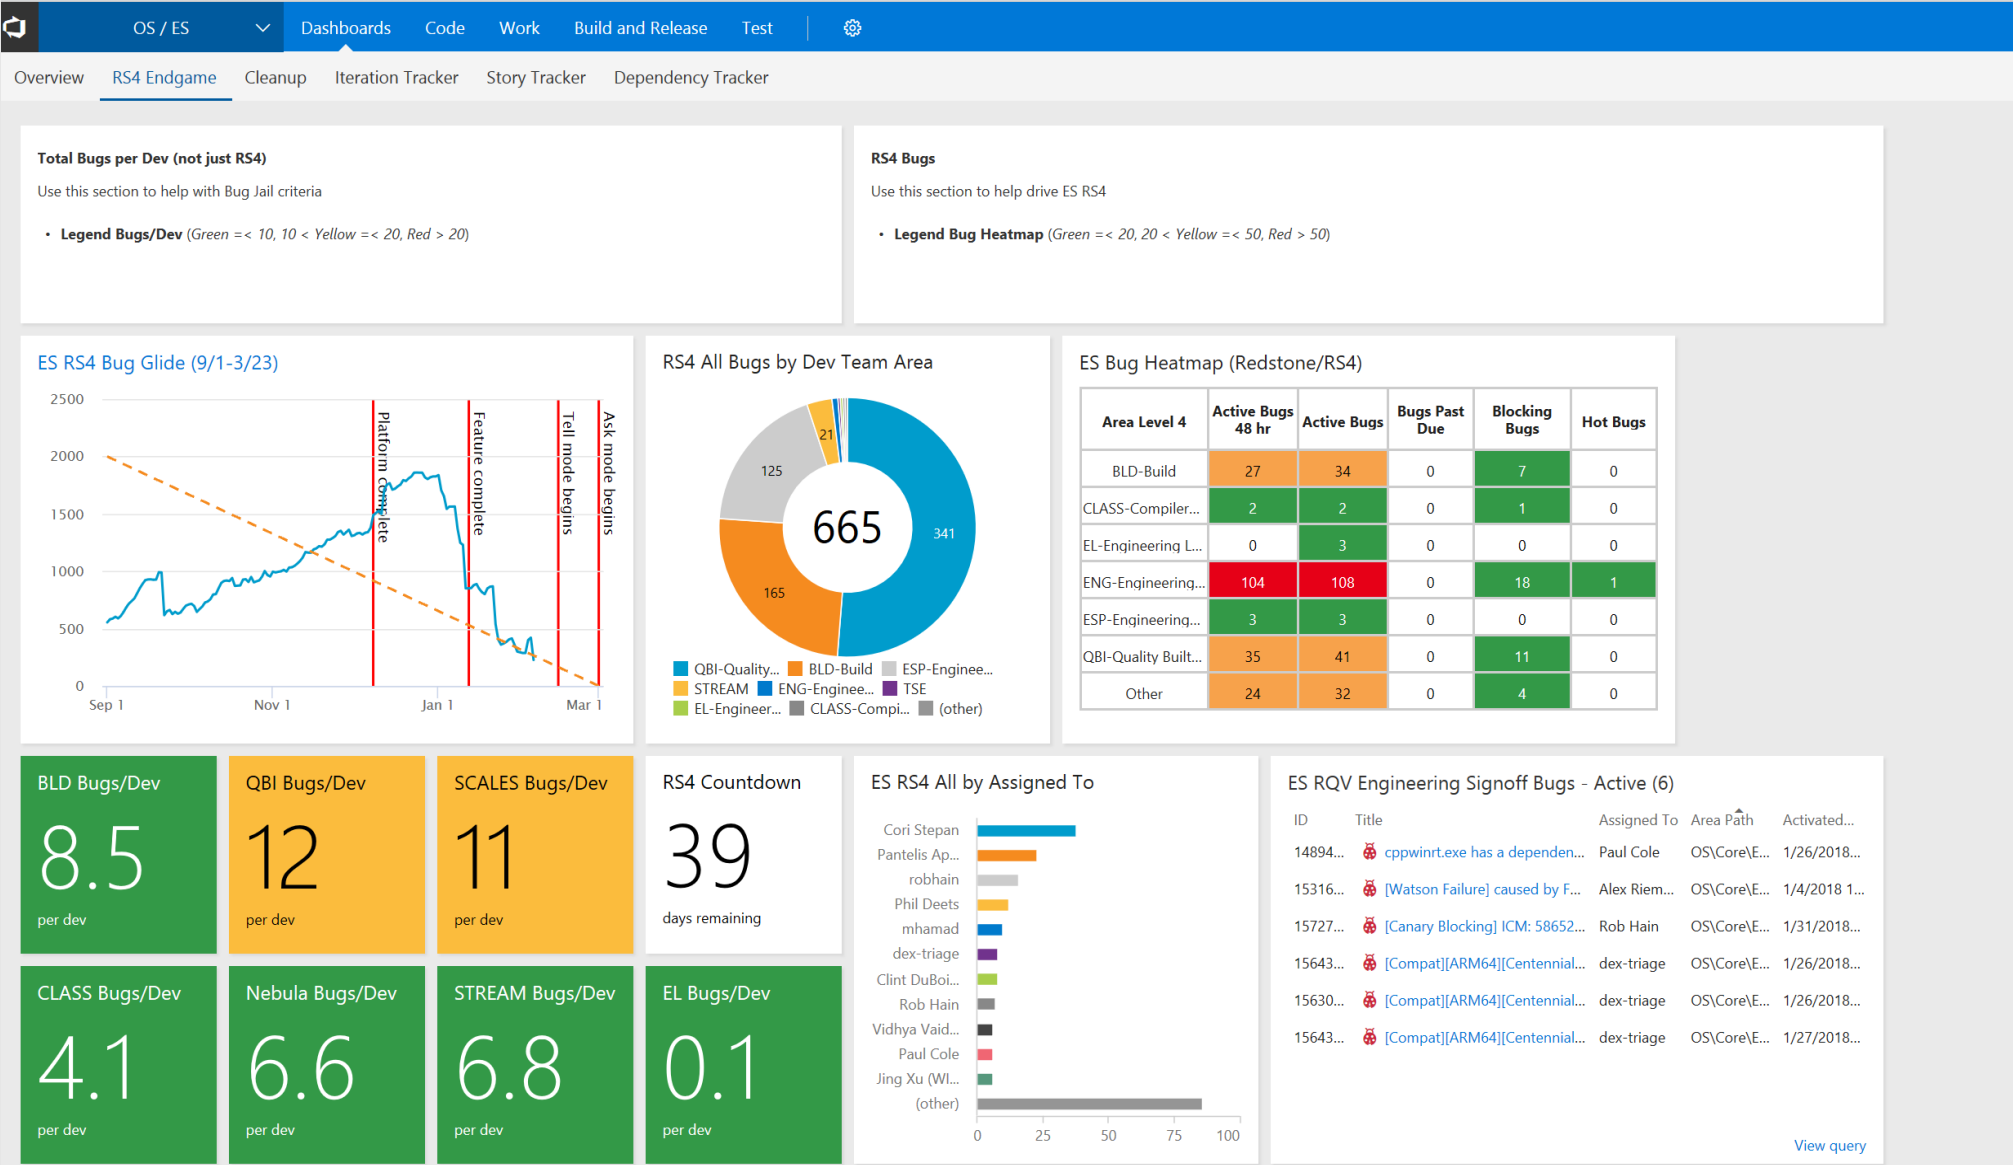 OS / ES
Dashboards
Code
Work
Build and Release
Test
Overview
RS4 Endgame
Cleanup
Iteration Tracker
Story Tracker
Dependency Tracker
Total Bugs per Dev (not just RS4)
Use this section to help with Bug Jail criteria
• Legend Bugs/Dev (Green =< 10, 10 < Yellow =< 20, Red > 20)
RS4 Bugs
Use this section to help drive ES RS4
• Legend Bug Heatmap (Green =< 20, 20 < Yellow =< 50, Red > 50)
ES RS4 Bug Glide (9/1-3/23)
2500
2000
1500
1000
500
0
Sep 1
Nov 1
Jan 1
Mar 1
Platform complete
Feature complete
Tell mode begins
Ask mode begins
RS4 All Bugs by Dev Team Area
21
125
341
165
665
QBI-Quality... BLD-Build ESP-Enginee...
STREAM ENG-Enginee... TSE
EL-Engineer... CLASS-Compi... (other)
ES Bug Heatmap (Redstone/RS4)
Area Level 4 Active Bugs 48 hr Active Bugs Bugs Past Due Blocking Bugs Hot Bugs
BLD-Build 27 34 0 7 0
CLASS-Compiler... 2 2 0 1 0
EL-Engineering L... 0 3 0 0 0
ENG-Engineering... 104 108 0 18 1
ESP-Engineering... 3 3 0 0 0
QBI-Quality Built... 35 41 0 11 0
Other 24 32 0 4 0
BLD Bugs/Dev
8.5
per dev
QBI Bugs/Dev
12
per dev
SCALES Bugs/Dev
11
per dev
RS4 Countdown
39
days remaining
CLASS Bugs/Dev
4.1
per dev
Nebula Bugs/Dev
6.6
per dev
STREAM Bugs/Dev
6.8
per dev
EL Bugs/Dev
0.1
per dev
ES RS4 All by Assigned To
Cori Stepan
Pantelis Ap...
robhain
Phil Deets
mhamad
dex-triage
Clint DuBoi...
Rob Hain
Vidhya Vaid...
Paul Cole
Jing Xu (WI...
(other)
0 25 50 75 100
ES RQV Engineering Signoff Bugs - Active (6)
ID Title Assigned To Area Path Activated...
14894... cppwinrt.exe has a dependen... Paul Cole OS\Core\E... 1/26/2018...
15316... [Watson Failure] caused by F... Alex Riem... OS\Core\E... 1/4/2018 1...
15727... [Canary Blocking] ICM: 58652... Rob Hain OS\Core\E... 1/31/2018...
15643... [Compat][ARM64][Centennial... dex-triage OS\Core\E... 1/26/2018...
15630... [Compat][ARM64][Centennial... dex-triage OS\Core\E... 1/26/2018...
15643... [Compat][ARM64][Centennial... dex-triage OS\Core\E... 1/27/2018...
View query